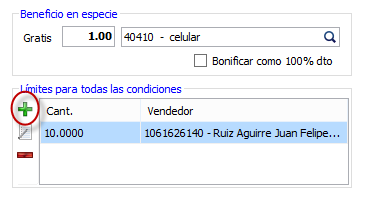 Beneficio en especie
Gratis 1.00 40410 - celular
Bonificar como 100% dto
Límites para todas las condiciones
Cant. Vendedor
10.0000 1061626140 - Ruiz Aguirre Juan Felipe...